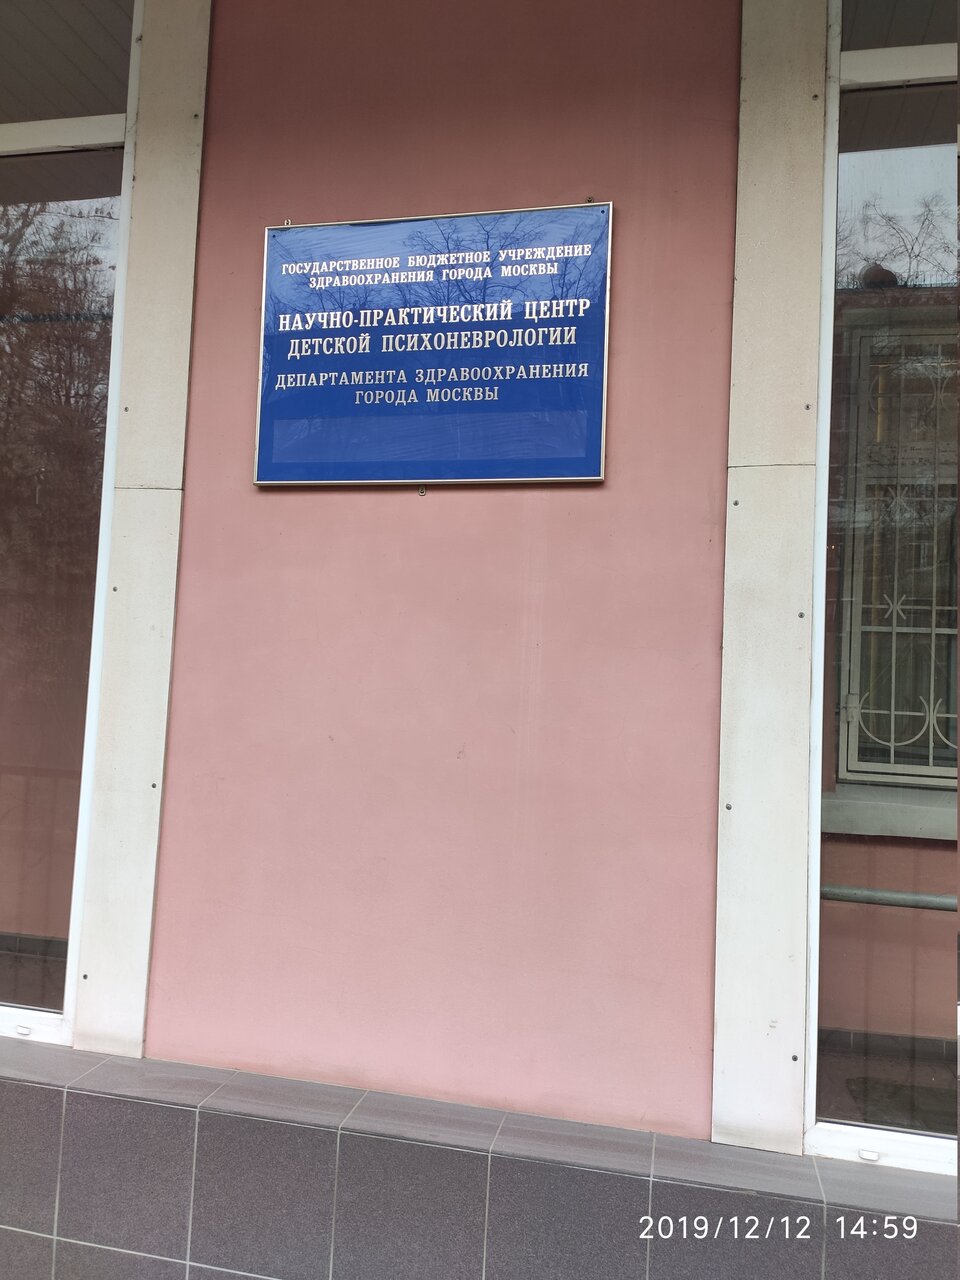 ГОСУДАРСТВЕННОЕ БЮДЖЕТНОЕ УЧРЕЖДЕНИЕ
ЗДРАВООХРАНЕНИЯ ГОРОДА МОСКВЫ
НАУЧНО-ПРАКТИЧЕСКИЙ ЦЕНТР
ДЕТСКОЙ ПСИХОНЕВРОЛОГИИ
ДЕПАРТАМЕНТА ЗДРАВООХРАНЕНИЯ
ГОРОДА МОСКВЫ
2019/12/12 14:59